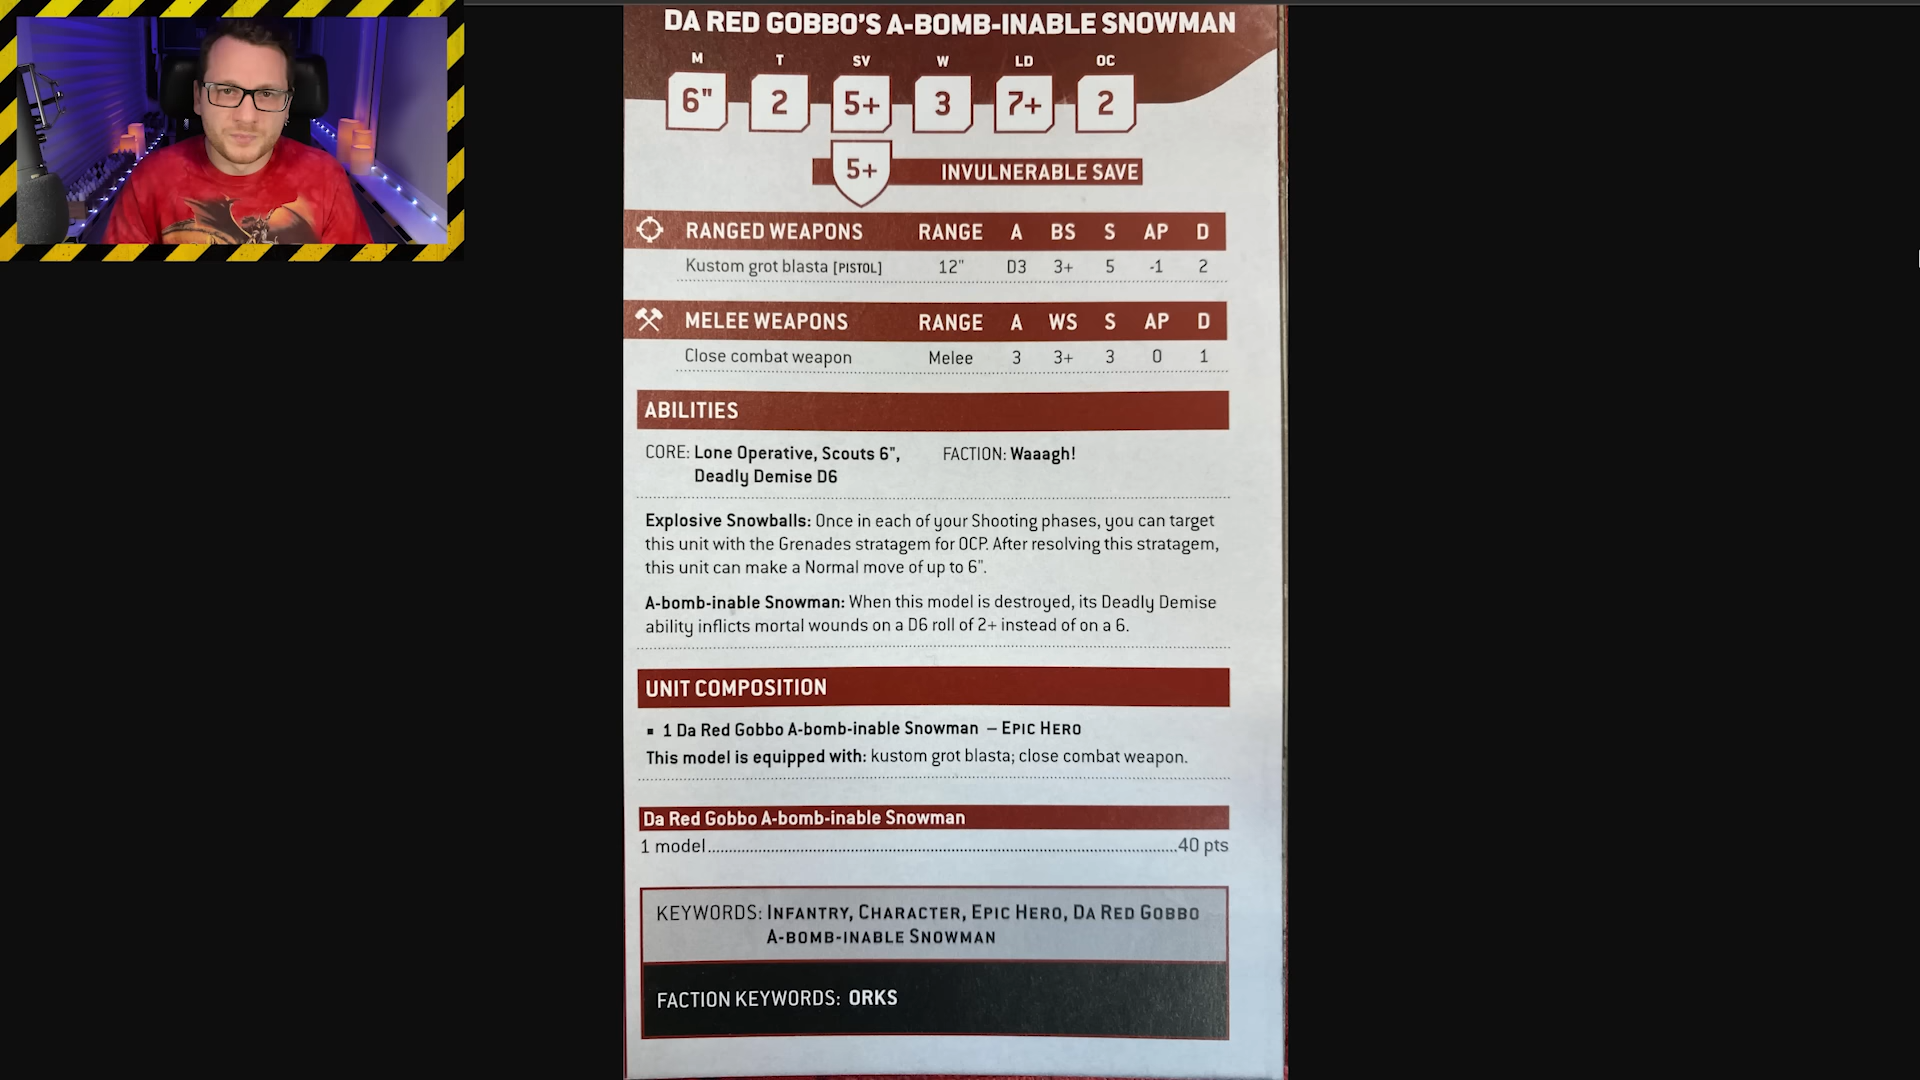 DA RED GOBBO'S A-BOMB-INABLE SNOWMAN
M T SV W LD OC
6" 2 5+ 3 7+ 2
5+ INVULNERABLE SAVE
RANGED WEAPONS RANGE A BS S AP D
Kustom grot blasta [PISTOL] 12" D3 3+ 5 -1 2
MELEE WEAPONS RANGE A WS S AP D
Close combat weapon Melee 3 3+ 3 0 1
ABILITIES
CORE: Lone Operative, Scouts 6", FACTION: Waaagh!
Deadly Demise D6
Explosive Snowballs: Once in each of your Shooting phases, you can target
this unit with the Grenades stratagem for 0CP. After resolving this stratagem,
this unit can make a Normal move of up to 6".
A-bomb-inable Snowman: When this model is destroyed, its Deadly Demise
ability inflicts mortal wounds on a D6 roll of 2+ instead of on a 6.
UNIT COMPOSITION
▪ 1 Da Red Gobbo A-bomb-inable Snowman – EPIC HERO
This model is equipped with: kustom grot blasta; close combat weapon.
Da Red Gobbo A-bomb-inable Snowman
1 model....................40 pts
KEYWORDS: INFANTRY, CHARACTER, EPIC HERO, DA RED GOBBO
A-BOMB-INABLE SNOWMAN
FACTION KEYWORDS: ORKS